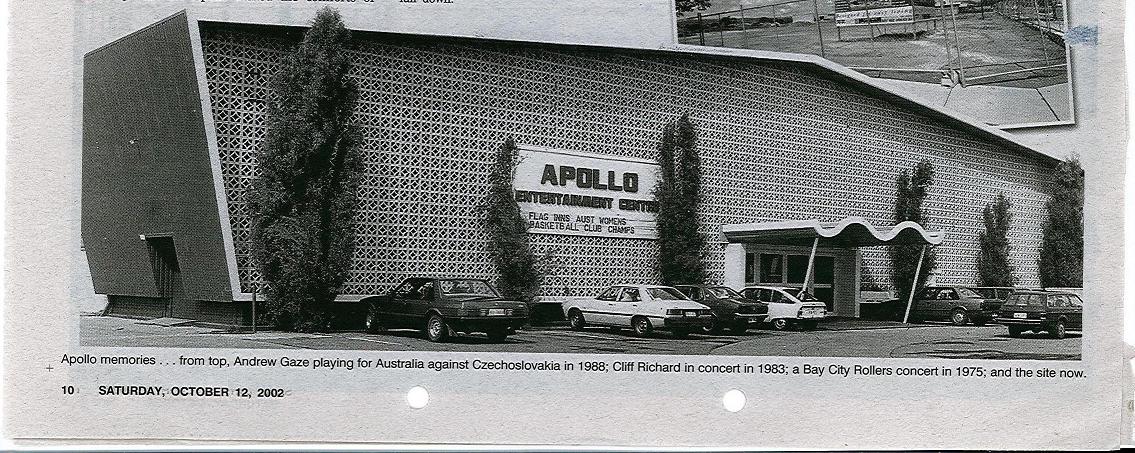 fall down.
APOLLO
ENTERTAINMENT CENTRE
FLAG INNS AUST WOMENS
BASKETBALL CLUB CHAMPS
Apollo memories . . . from top, Andrew Gaze playing for Australia against Czechoslovakia in 1988; Cliff Richard in concert in 1983; a Bay City Rollers concert in 1975; and the site now.
10 SATURDAY, OCTOBER 12, 2002